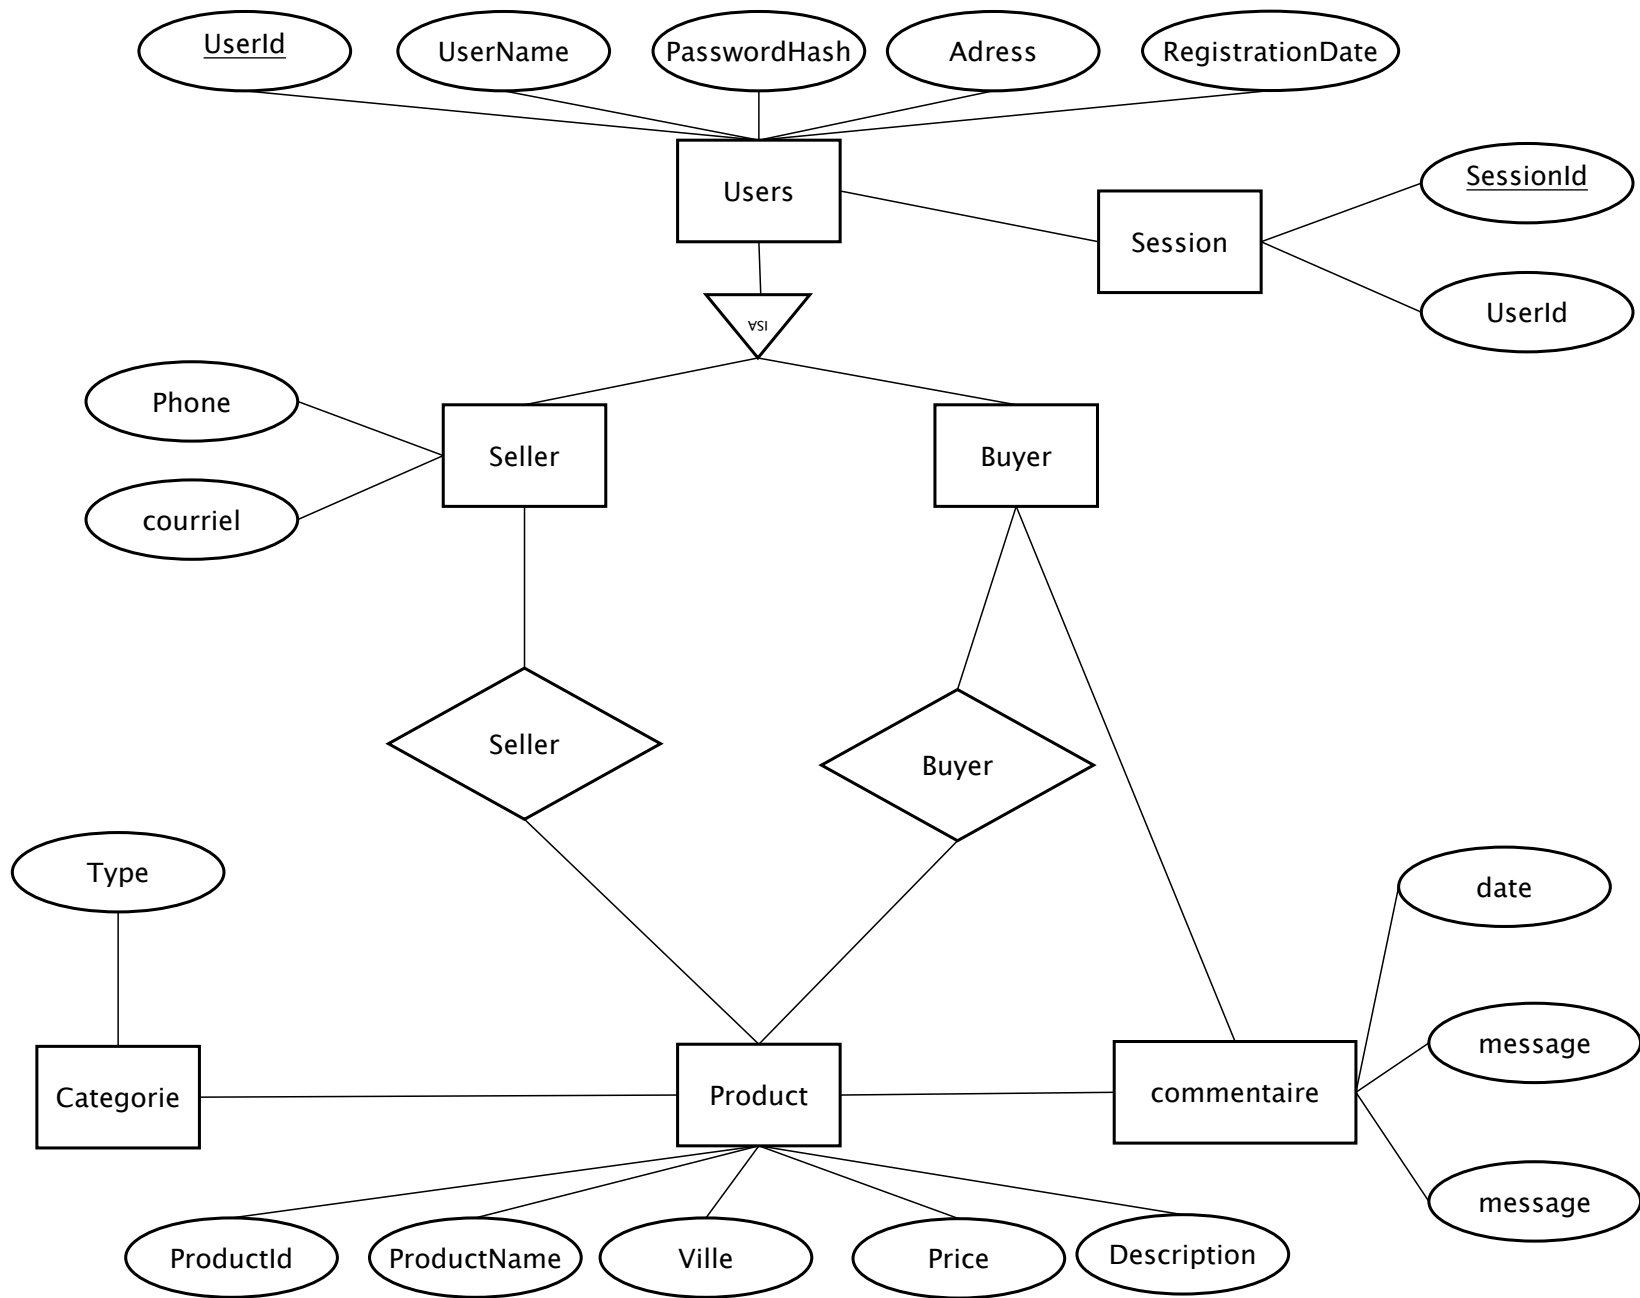 UserId
UserName
PasswordHash
Adress
RegistrationDate
Users
SessionId
Session
UserId
ISA
Phone
courriel
Seller
Buyer
Seller
Buyer
Type
date
message
Categorie
Product
commentaire
message
ProductId
ProductName
Ville
Price
Description